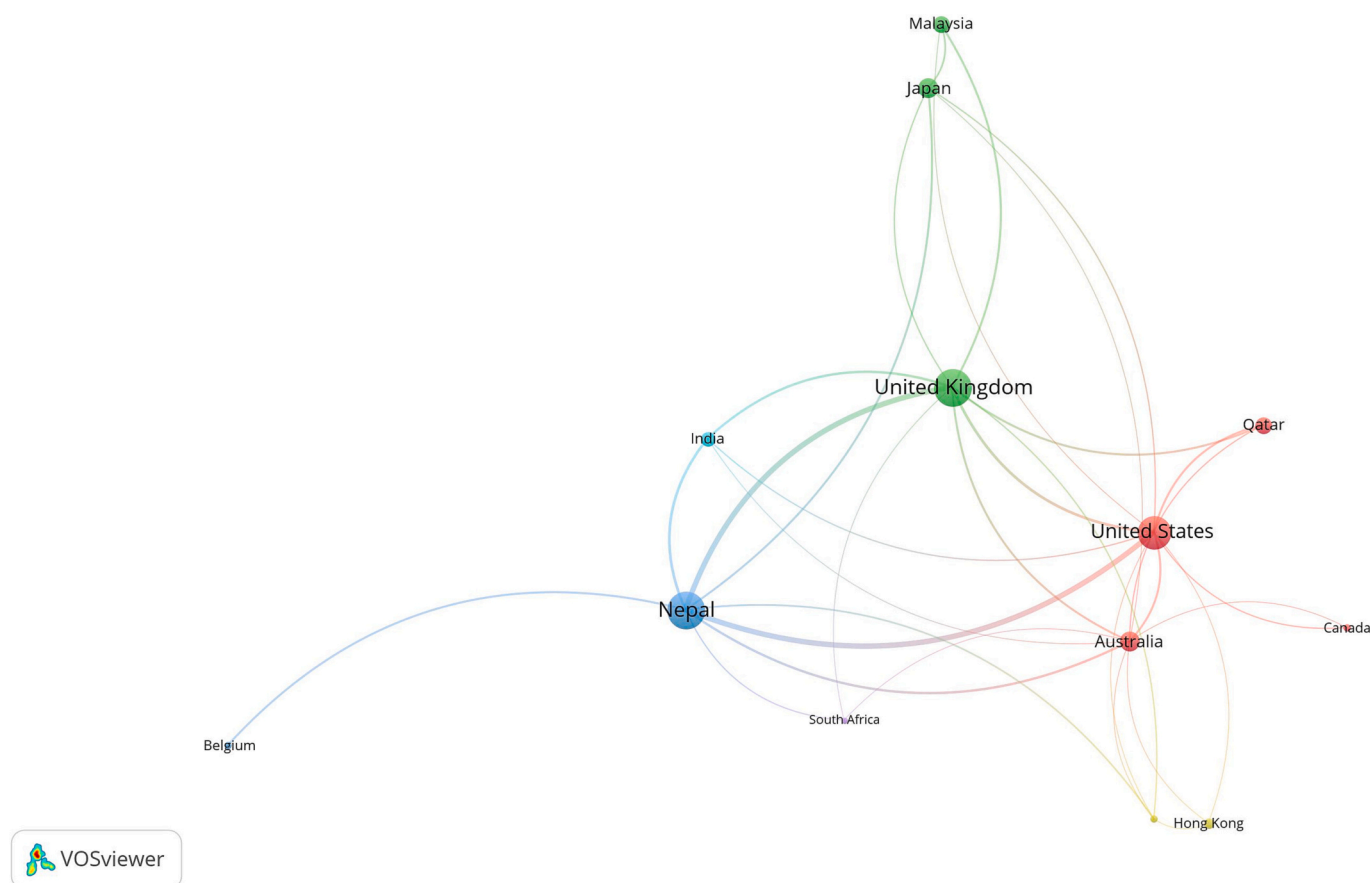 Malaysia
Japan
United Kingdom
India
Qatar
United States
Nepal
Canada
Australia
South Africa
Belgium
Hong Kong
VOSviewer